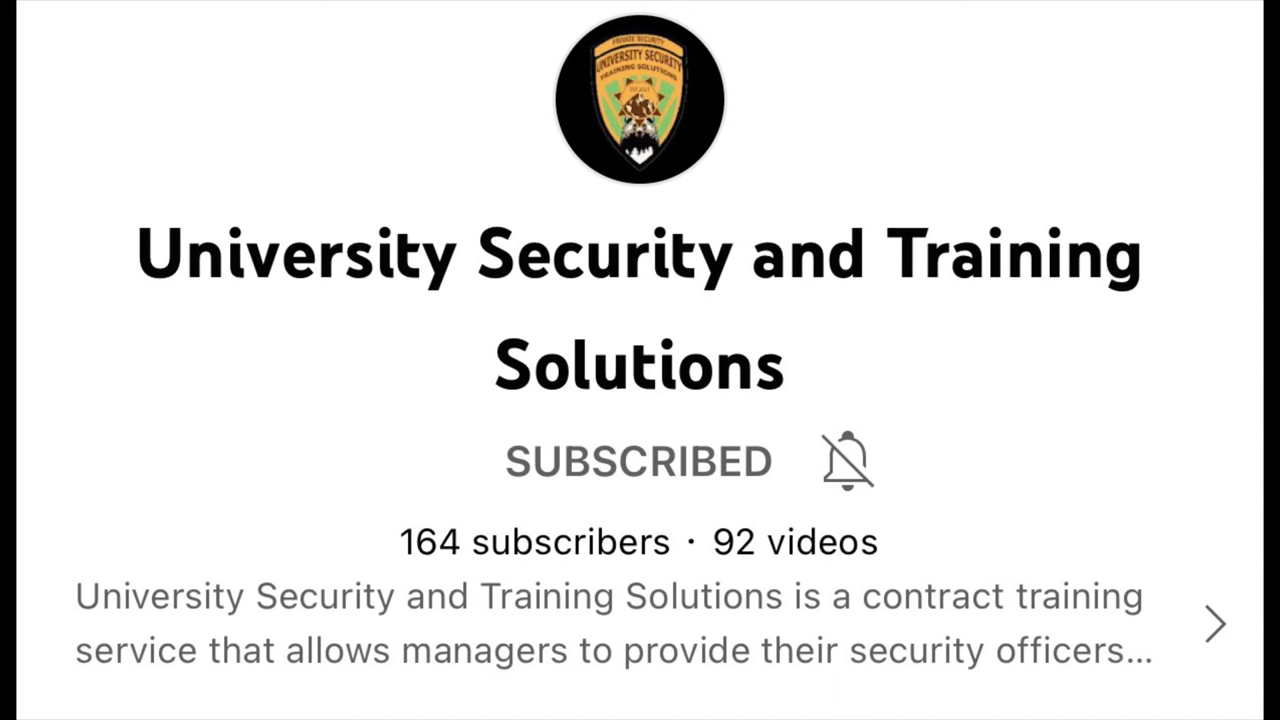 PRIVATE SECURITY
UNIVERSITY SECURITY
TRAINING SOLUTIONS
University Security and Training
Solutions
SUBSCRIBED
164 subscribers · 92 videos
University Security and Training Solutions is a contract training
service that allows managers to provide their security officers...